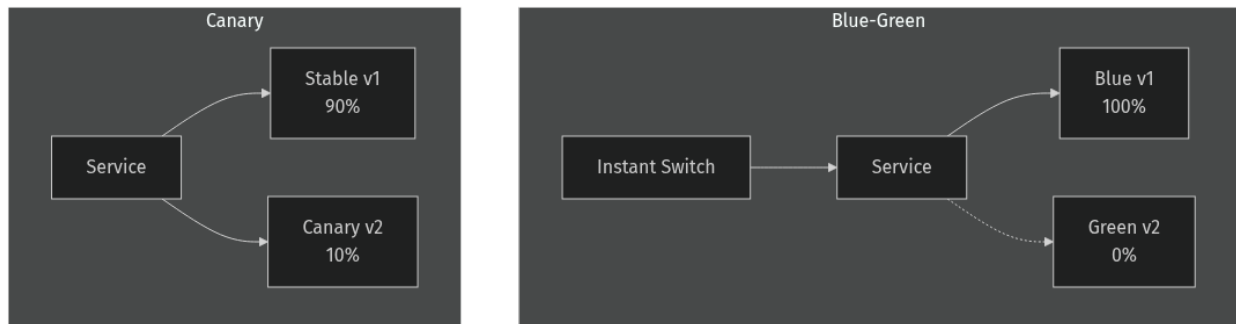 Canary
Stable v1
90%
Service
Canary v2
10%
Blue-Green
Blue v1
100%
Instant Switch
Service
Green v2
0%